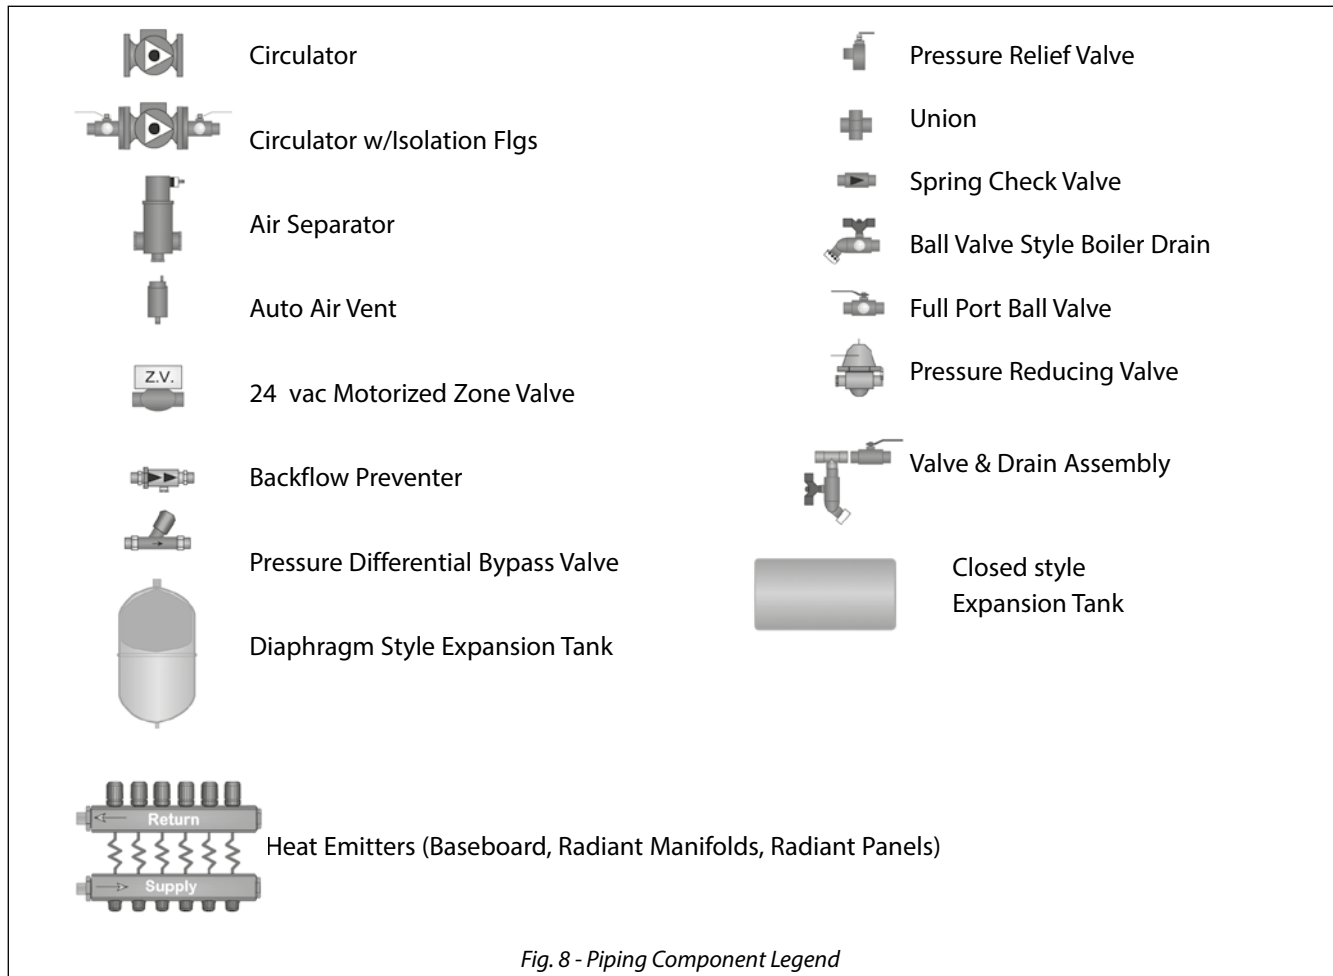 Circulator
Circulator w/Isolation Flgs
Air Separator
Auto Air Vent
Z.V.
24 vac Motorized Zone Valve
Backflow Preventer
Pressure Differential Bypass Valve
Diaphragm Style Expansion Tank
Pressure Relief Valve
Union
Spring Check Valve
Ball Valve Style Boiler Drain
Full Port Ball Valve
Pressure Reducing Valve
Valve & Drain Assembly
Closed style
Expansion Tank
Return
Heat Emitters (Baseboard, Radiant Manifolds, Radiant Panels)
Supply
Fig. 8 - Piping Component Legend